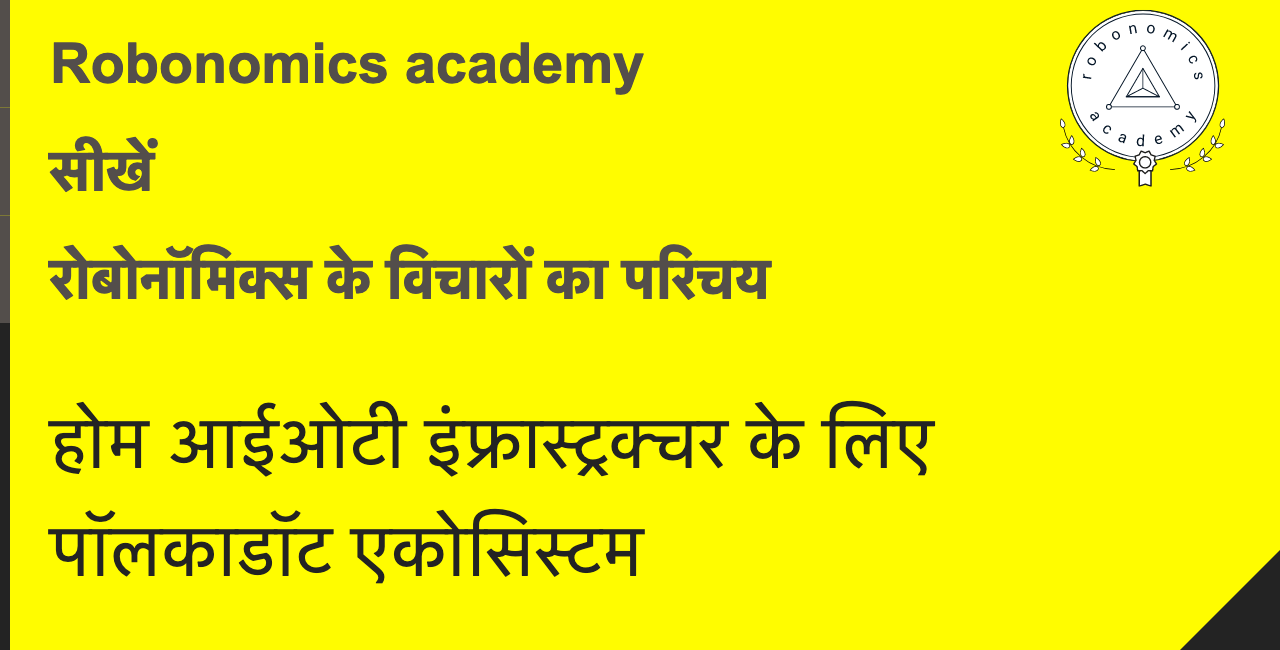 Robonomics academy
सीखें
रोबोनॉमिक्स के विचारों का परिचय
होम आईओटी इंफ्रास्ट्रक्चर के लिए
पॉलकाडॉट एकोसिस्टम
robonomics
academy